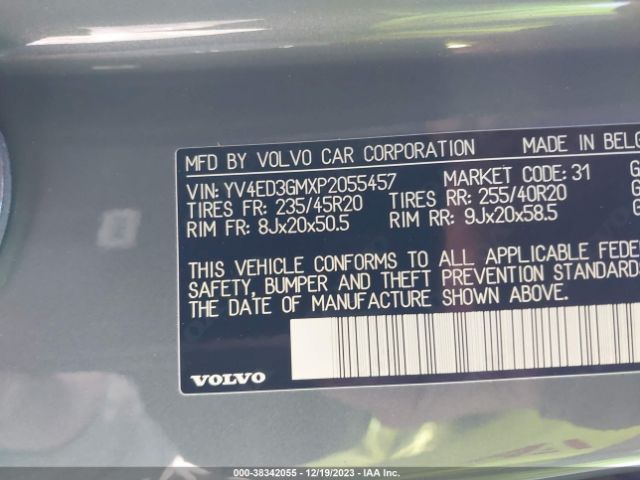 MFD BY VOLVO CAR CORPORATION MADE IN BELG
VIN: YV4ED3GMXP2055457 MARKET CODE: 31 G
TIRES FR: 235/45R20 TIRES RR: 255/40R20 G
RIM FR: 8Jx20x50.5 RIM RR: 9Jx20x58.5 G
THIS VEHICLE CONFORMS TO ALL APPLICABLE FEDE
SAFETY, BUMPER AND THEFT PREVENTION STANDARDS
THE DATE OF MANUFACTURE SHOWN ABOVE.
VOLVO
000-38342055 - 12/19/2023 - IAA Inc.